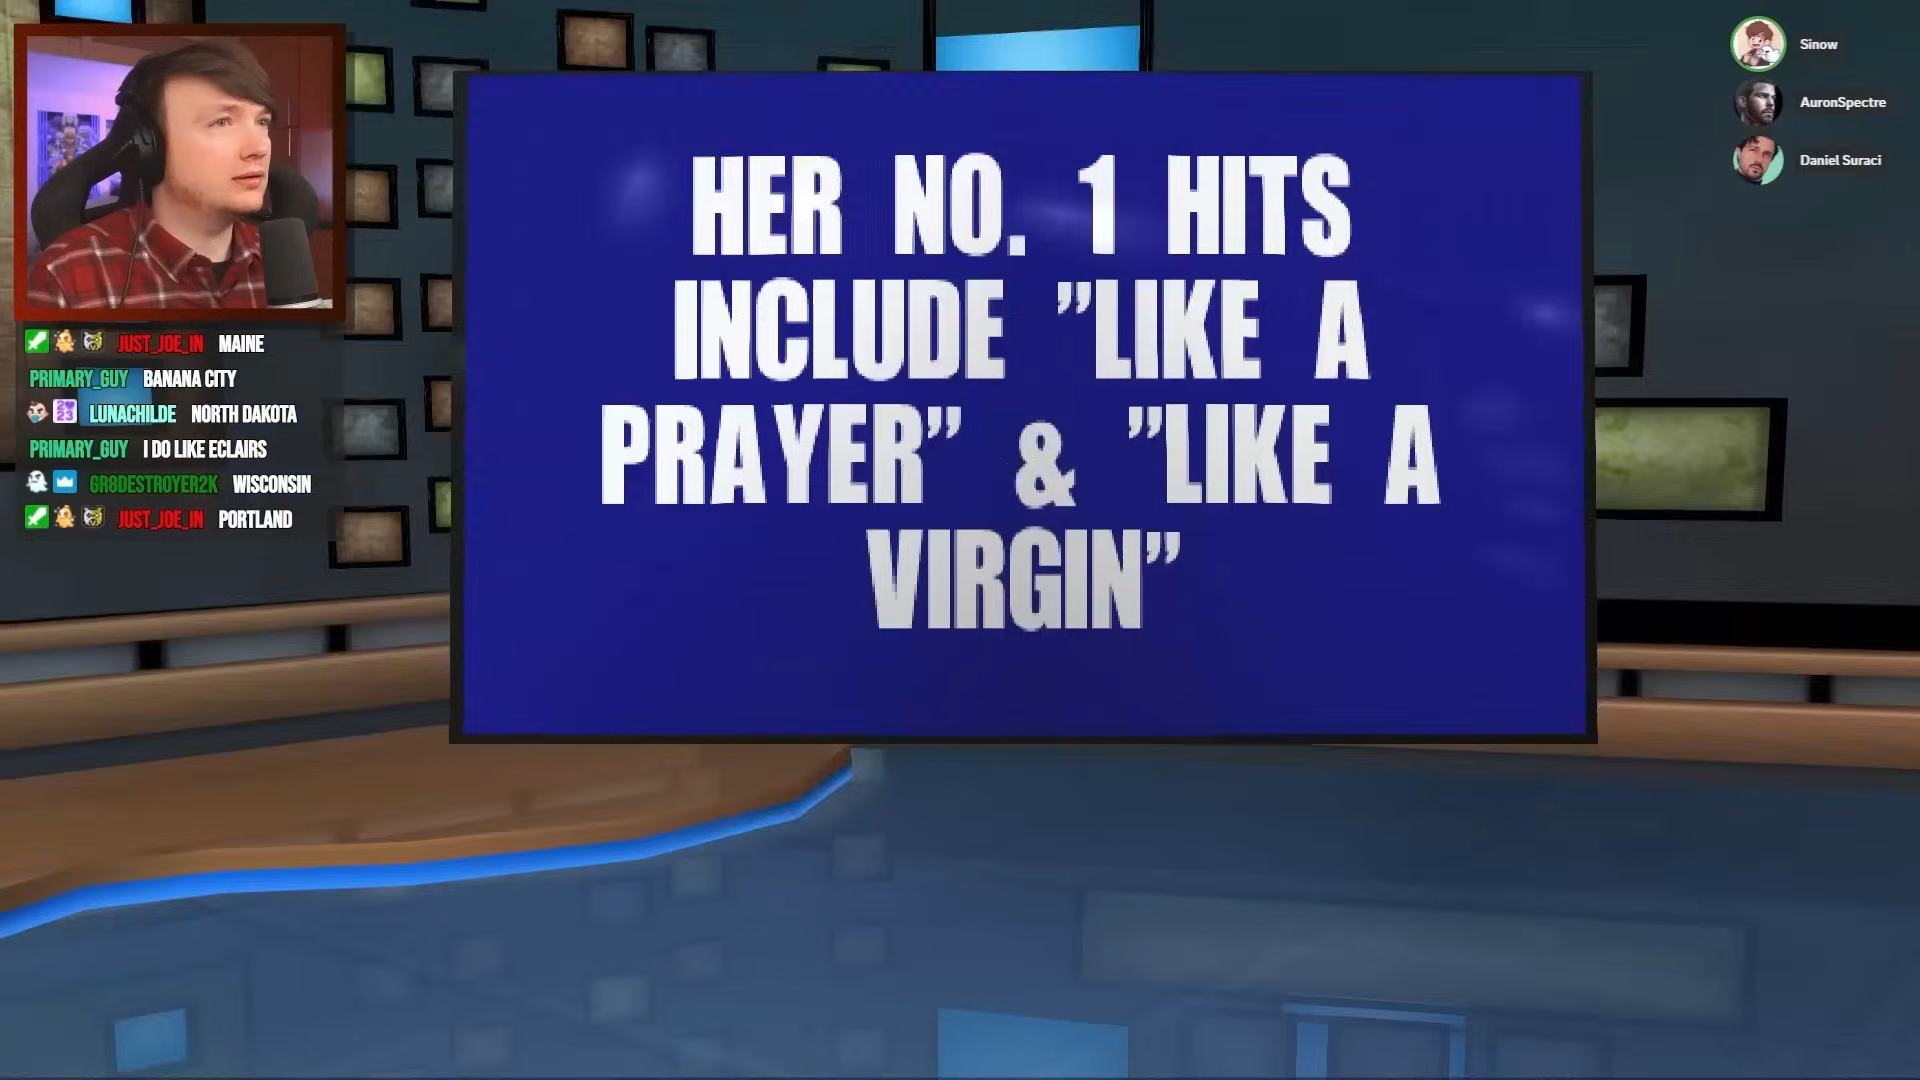 HER NO. 1 HITS
INCLUDE "LIKE A
PRAYER" & "LIKE A
VIRGIN"
JUST_JOE_IN MAINE
PRIMARY_GUY BANANA CITY
LUNACHILDE NORTH DAKOTA
PRIMARY_GUY I DO LIKE ECLAIRS
GR8DESTROYER2K WISCONSIN
JUST_JOE_IN PORTLAND
Sinow
AuronSpectre
Daniel Suraci